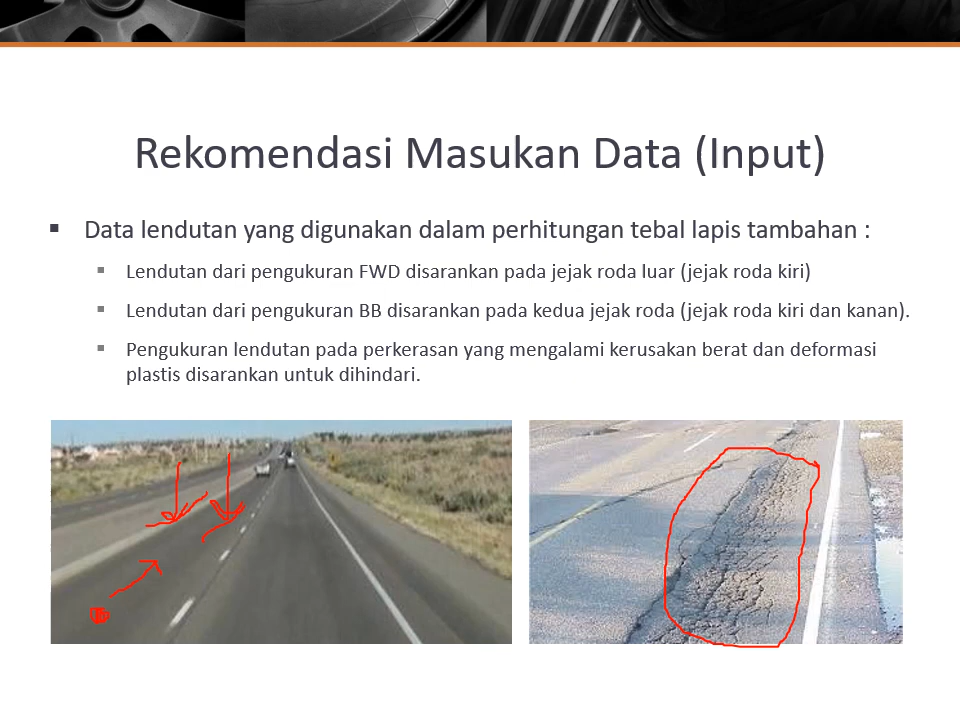 Rekomendasi Masukan Data (Input)
Data lendutan yang digunakan dalam perhitungan tebal lapis tambahan :
Lendutan dari pengukuran FWD disarankan pada jejak roda luar (jejak roda kiri)
Lendutan dari pengukuran BB disarankan pada kedua jejak roda (jejak roda kiri dan kanan).
Pengukuran lendutan pada perkerasan yang mengalami kerusakan berat dan deformasi
plastis disarankan untuk dihindari.